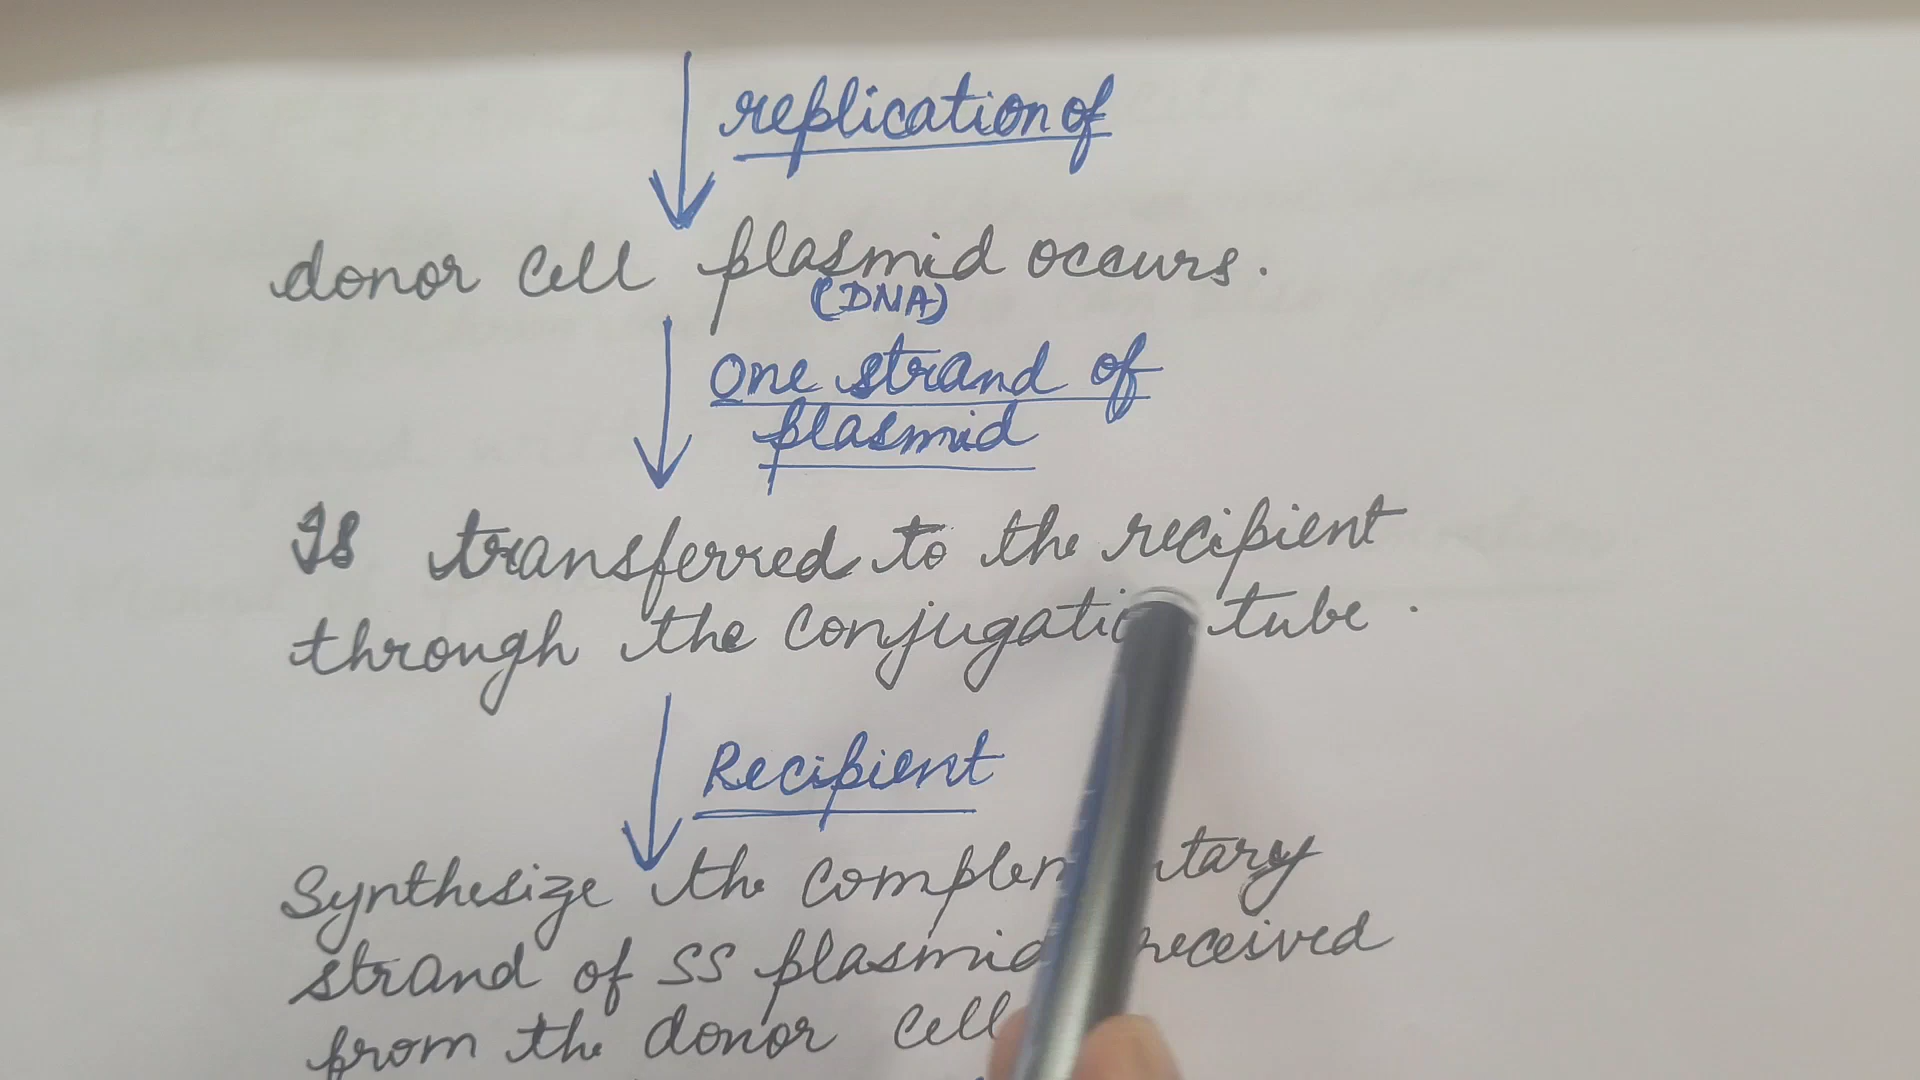 replication of
donor cell plasmid occurs.
(DNA)
One strand of
plasmid
Is transferred to the recipient
through the conjugatio tube.
Recipient
Synthesize the complem tary
strand of SS plasmid received
from the donor cell